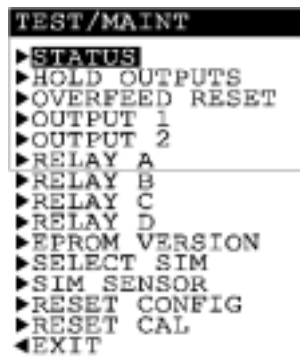 TEST/MAINT
▶STATUS
▶HOLD OUTPUTS
▶OVERFEED RESET
▶OUTPUT 1
▶OUTPUT 2
▶RELAY A
▶RELAY B
▶RELAY C
▶RELAY D
▶EPROM VERSION
▶SELECT SIM
▶SIM SENSOR
▶RESET CONFIG
▶RESET CAL
◀EXIT